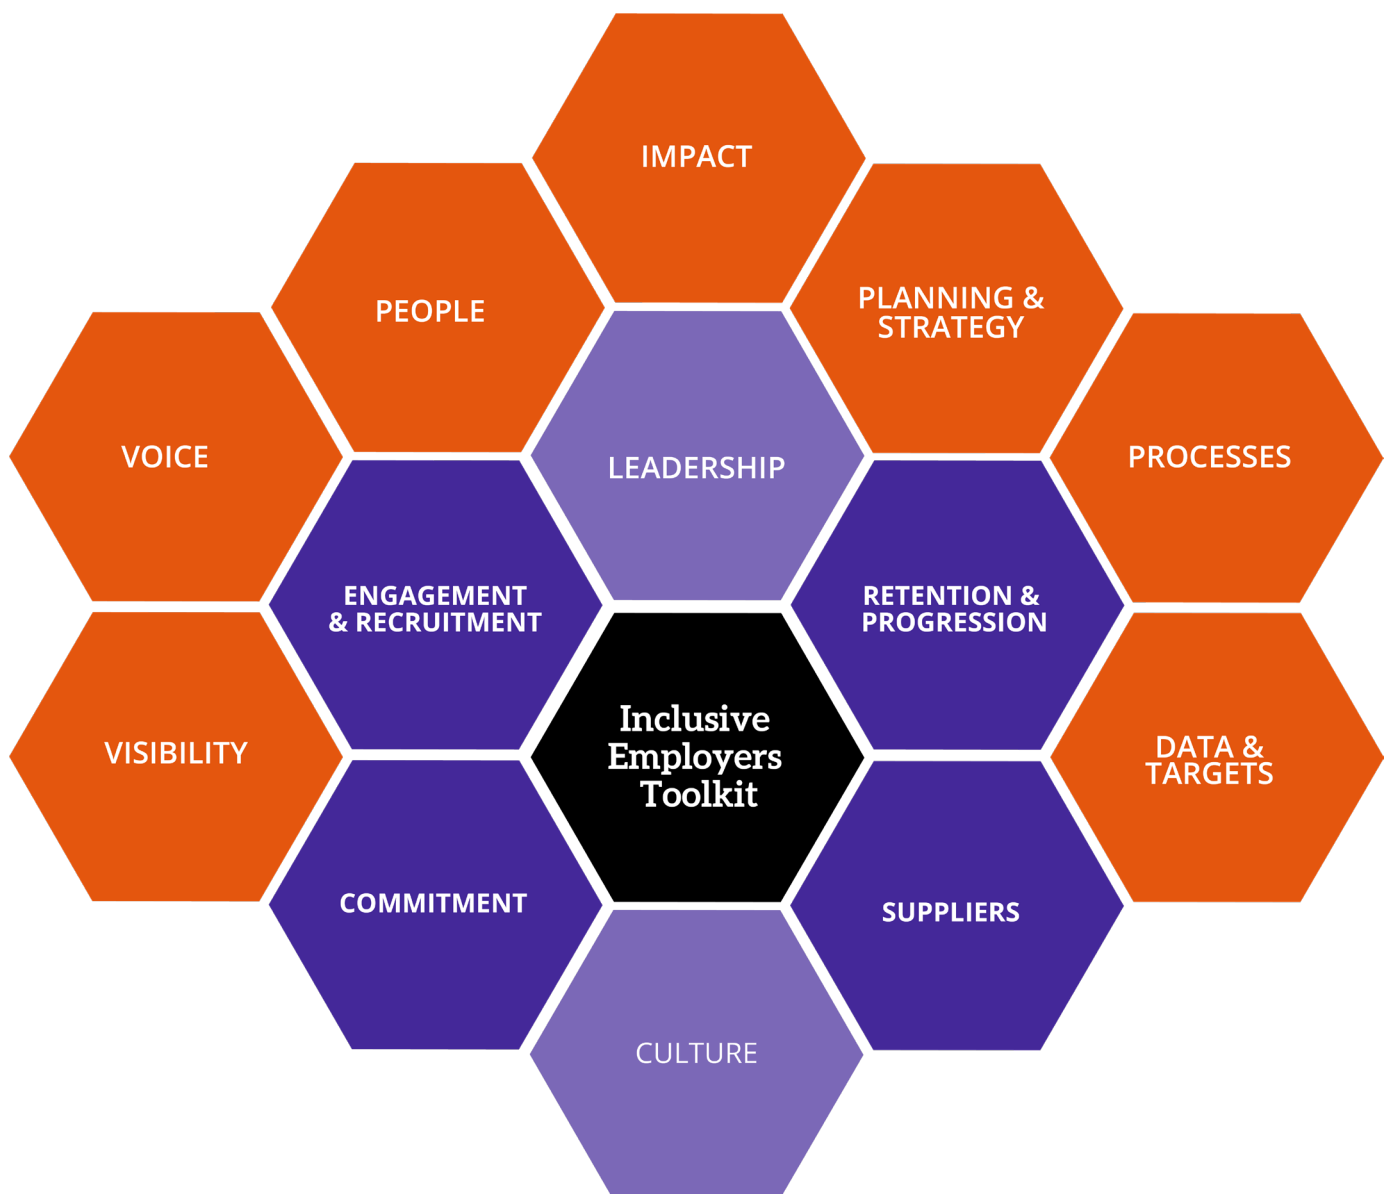 IMPACT
PEOPLE
PLANNING &
STRATEGY
VOICE
LEADERSHIP
PROCESSES
ENGAGEMENT
& RECRUITMENT
RETENTION &
PROGRESSION
VISIBILITY
Inclusive
Employers
Toolkit
DATA &
TARGETS
COMMITMENT
SUPPLIERS
CULTURE